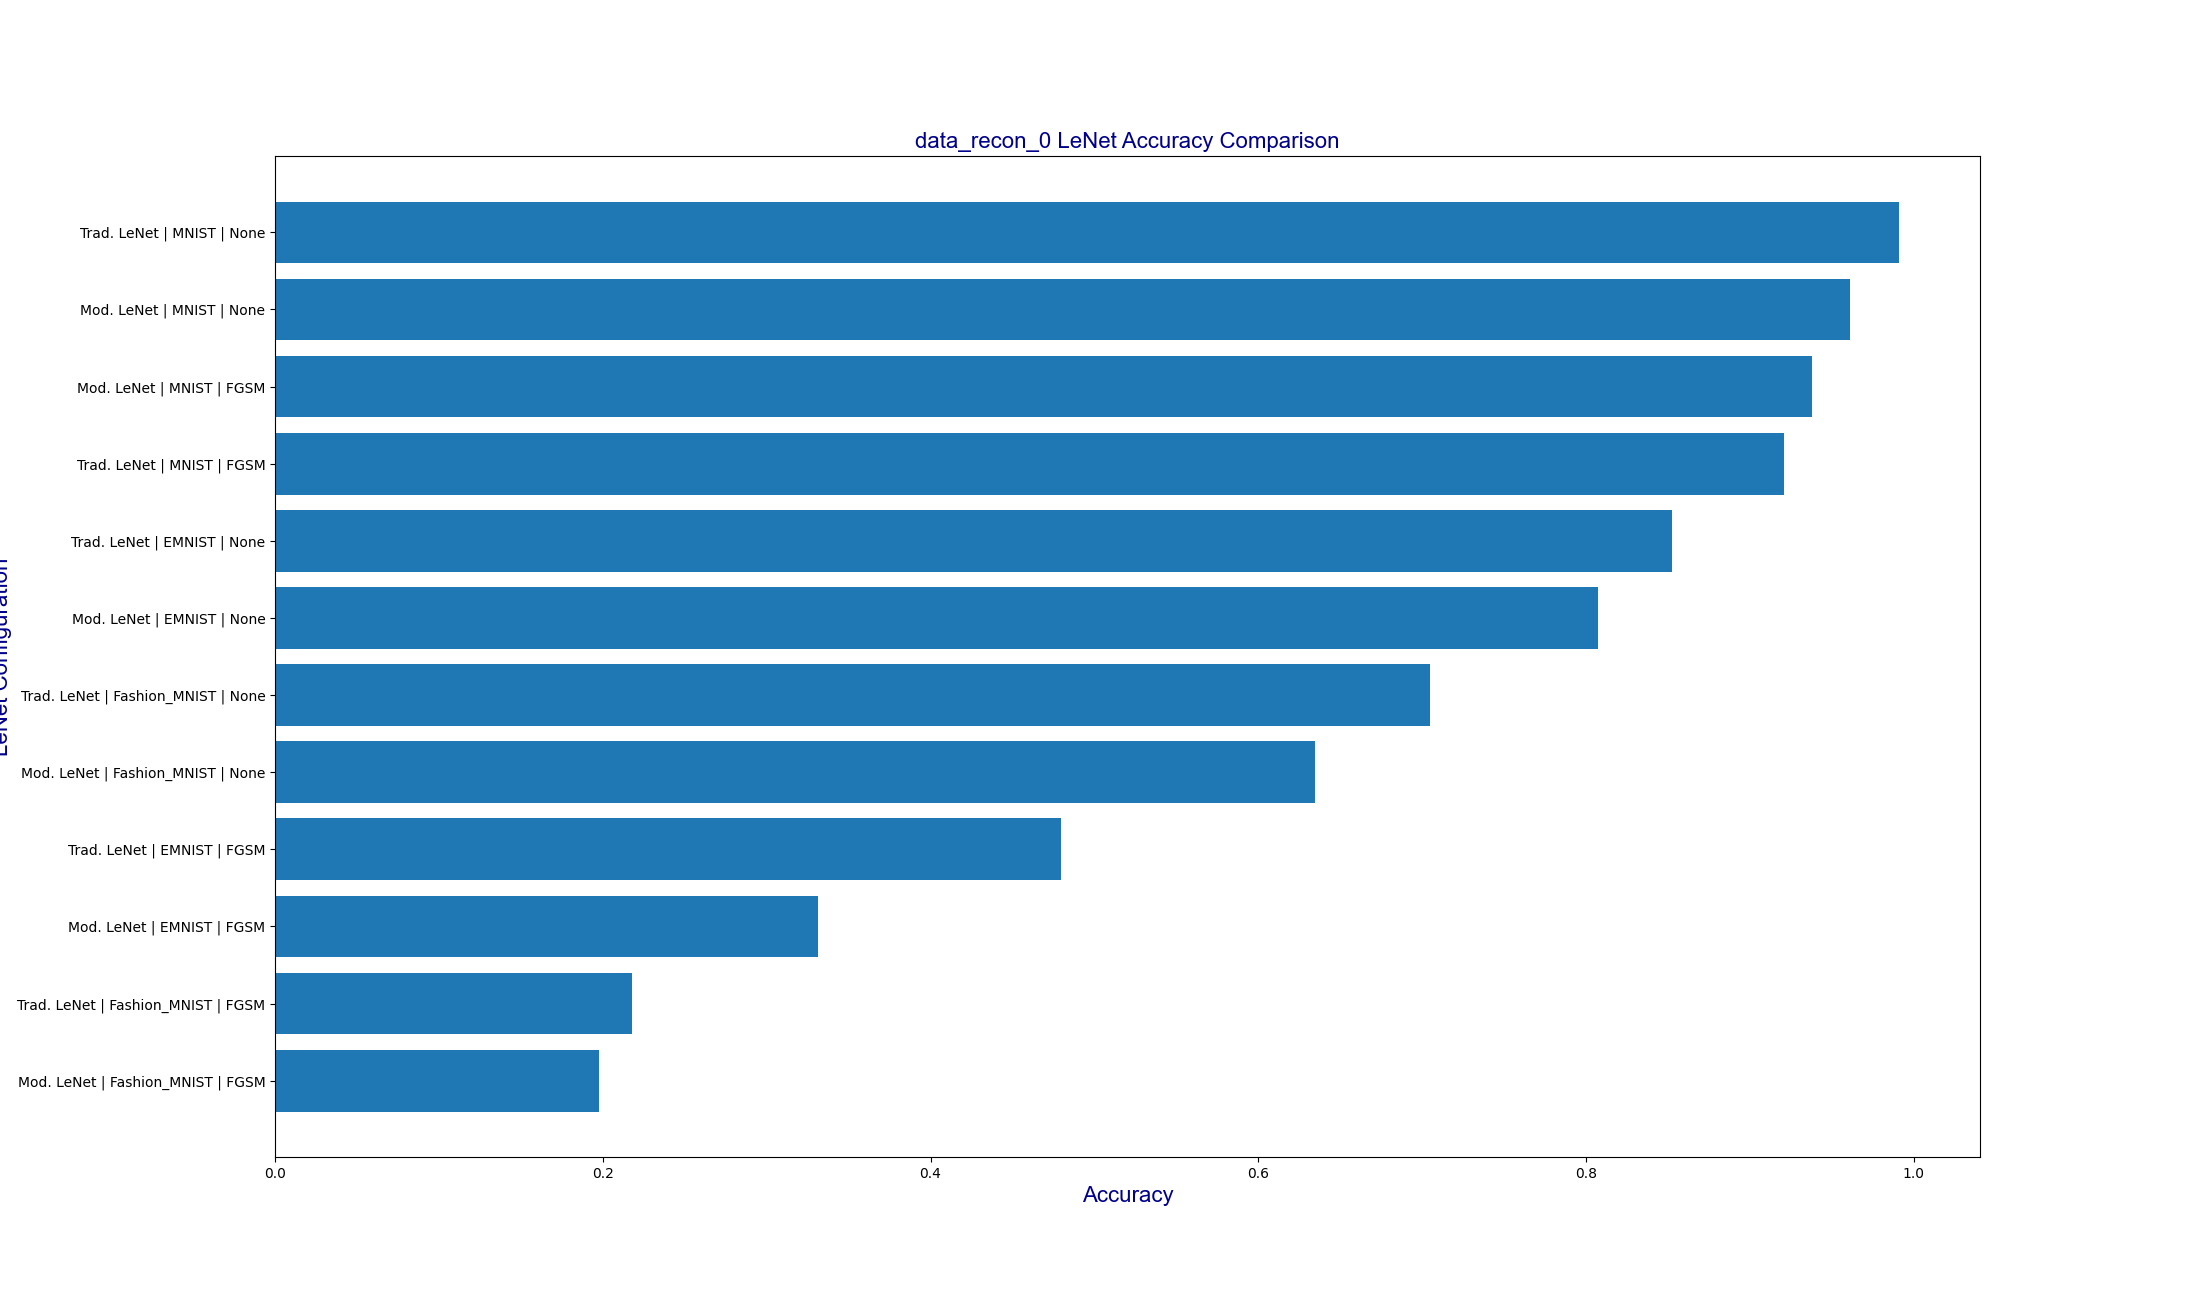 data_recon_0 LeNet Accuracy Comparison
Trad. LeNet | MNIST | None
Mod. LeNet | MNIST | None
Mod. LeNet | MNIST | FGSM
Trad. LeNet | MNIST | FGSM
Trad. LeNet | EMNIST | None
Mod. LeNet | EMNIST | None
Trad. LeNet | Fashion_MNIST | None
Mod. LeNet | Fashion_MNIST | None
Trad. LeNet | EMNIST | FGSM
Mod. LeNet | EMNIST | FGSM
Trad. LeNet | Fashion_MNIST | FGSM
Mod. LeNet | Fashion_MNIST | FGSM
LeNet Configuration
0.0 0.2 0.4 0.6 0.8 1.0
Accuracy